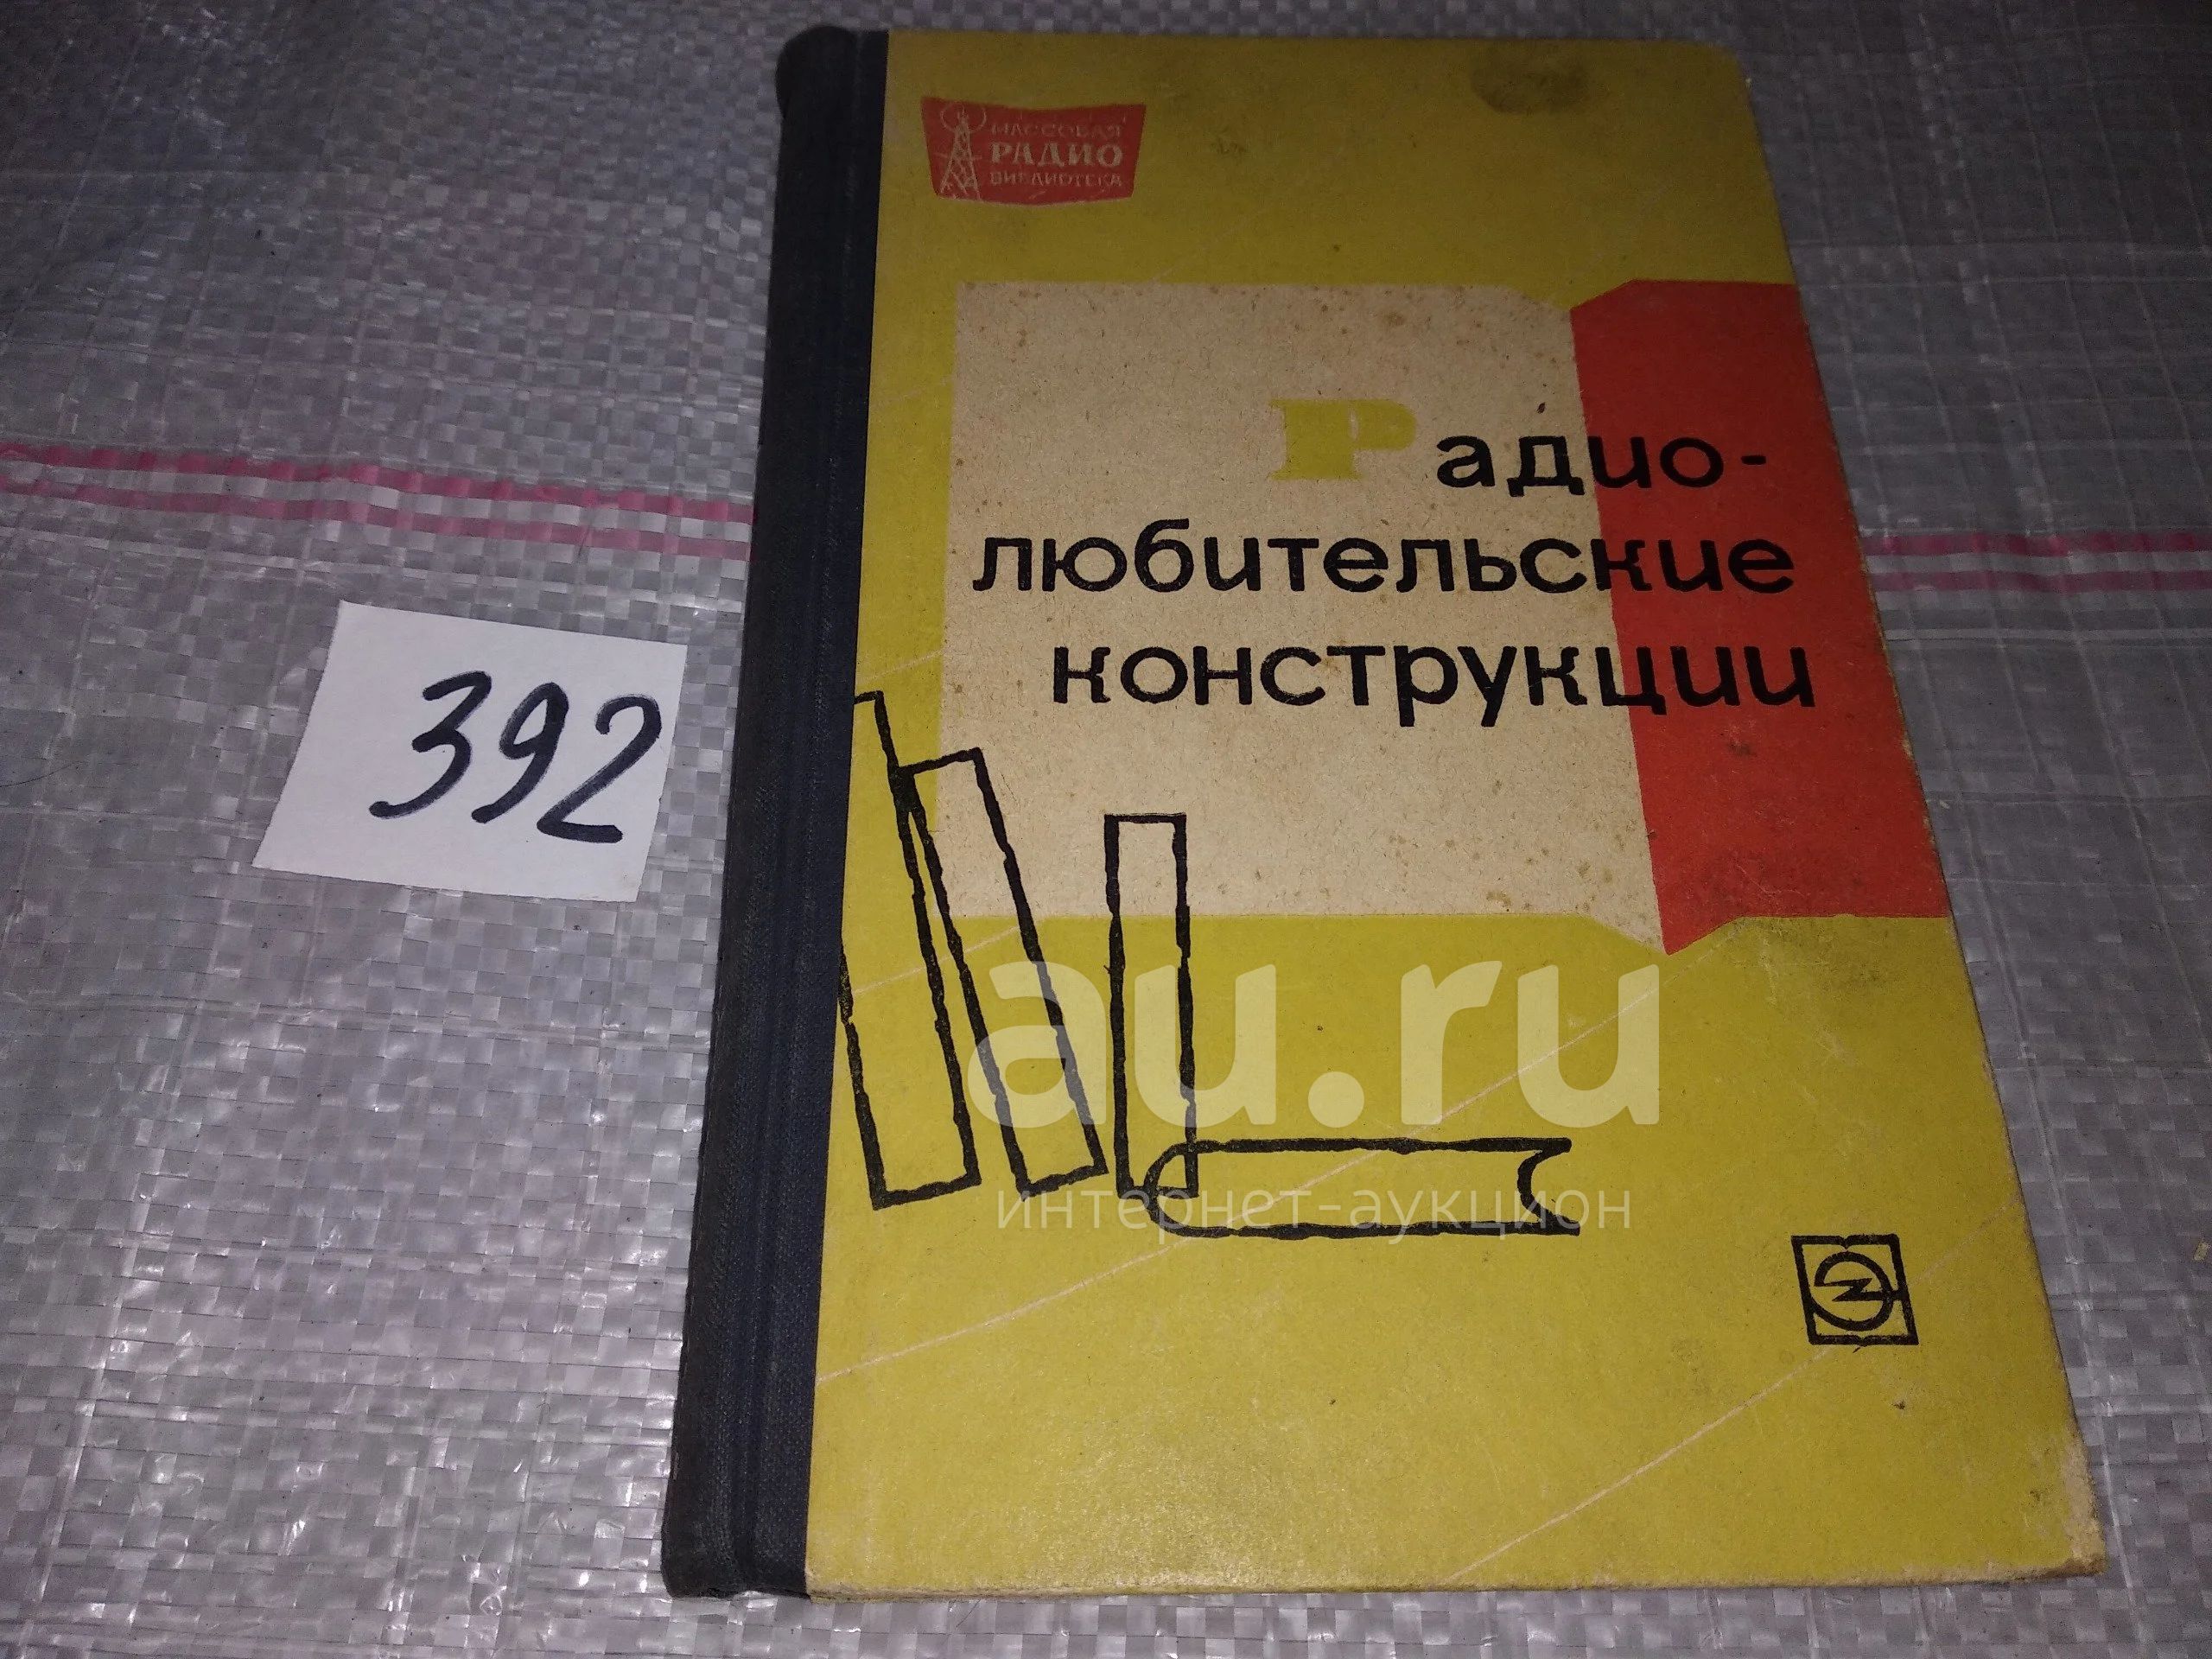 МАССОВАЯ
РАДИО
БИБЛИОТЕКА
Радио-
любительские
конструкции
392
au.ru
интернет-аукцион